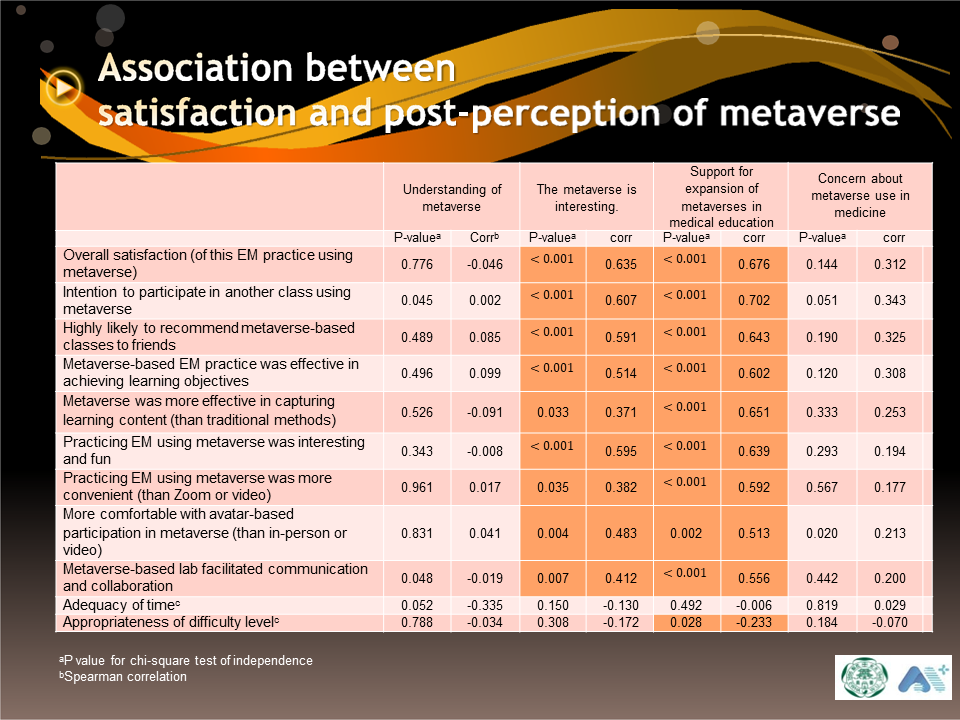 Association between
satisfaction and post-perception of metaverse
Understanding of
metaverse
The metaverse is
interesting.
Support for
expansion of
metaverses in
medical education
Concern about
metaverse use in
medicine
P-valueᵃ Corrᵇ P-valueᵃ corr P-valueᵃ corr P-valueᵃ corr
Overall satisfaction (of this EM practice using
metaverse)
0.776 -0.046 < 0.001 0.635 < 0.001 0.676 0.144 0.312
Intention to participate in another class using
metaverse
0.045 0.002 < 0.001 0.607 < 0.001 0.702 0.051 0.343
Highly likely to recommend metaverse-based
classes to friends
0.489 0.085 < 0.001 0.591 < 0.001 0.643 0.190 0.325
Metaverse-based EM practice was effective in
achieving learning objectives
0.496 0.099 < 0.001 0.514 < 0.001 0.602 0.120 0.308
Metaverse was more effective in capturing
learning content (than traditional methods)
0.526 -0.091 0.033 0.371 < 0.001 0.651 0.333 0.253
Practicing EM using metaverse was interesting
and fun
0.343 -0.008 < 0.001 0.595 < 0.001 0.639 0.293 0.194
Practicing EM using metaverse was more
convenient (than Zoom or video)
0.961 0.017 0.035 0.382 < 0.001 0.592 0.567 0.177
More comfortable with avatar-based
participation in metaverse (than in-person or
video)
0.831 0.041 0.004 0.483 0.002 0.513 0.020 0.213
Metaverse-based lab facilitated communication
and collaboration
0.048 -0.019 0.007 0.412 < 0.001 0.556 0.442 0.200
Adequacy of timeᶜ 0.052 -0.335 0.150 -0.130 0.492 -0.006 0.819 0.029
Appropriateness of difficulty levelᶜ 0.788 -0.034 0.308 -0.172 0.028 -0.233 0.184 -0.070
ᵃP value for chi-square test of independence
ᵇSpearman correlation